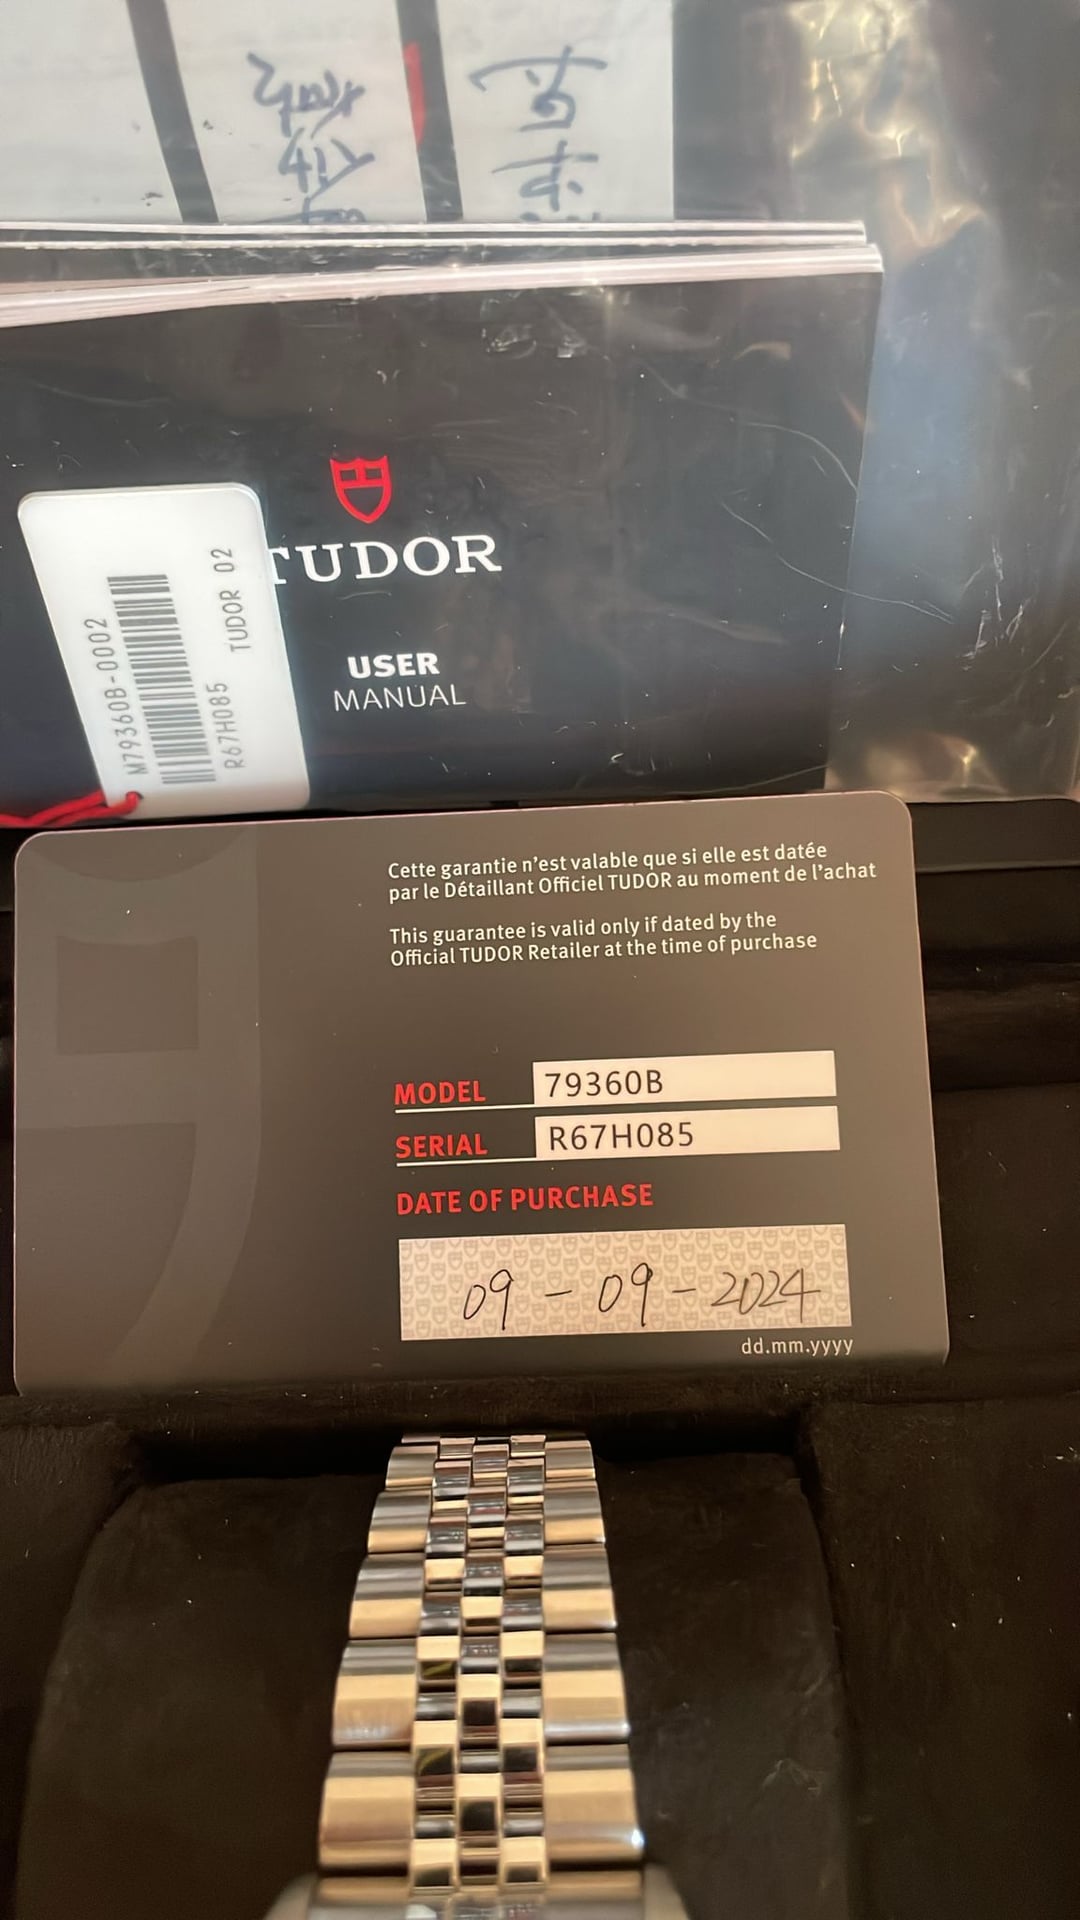 TUDOR
USER
MANUAL
M79360B-0002
R67H085 TUDOR 02
Cette garantie n'est valable que si elle est datée
par le Détaillant Officiel TUDOR au moment de l'achat
This guarantee is valid only if dated by the
Official TUDOR Retailer at the time of purchase
MODEL 79360B
SERIAL R67H085
DATE OF PURCHASE
09-09-2024
dd.mm.yyyy